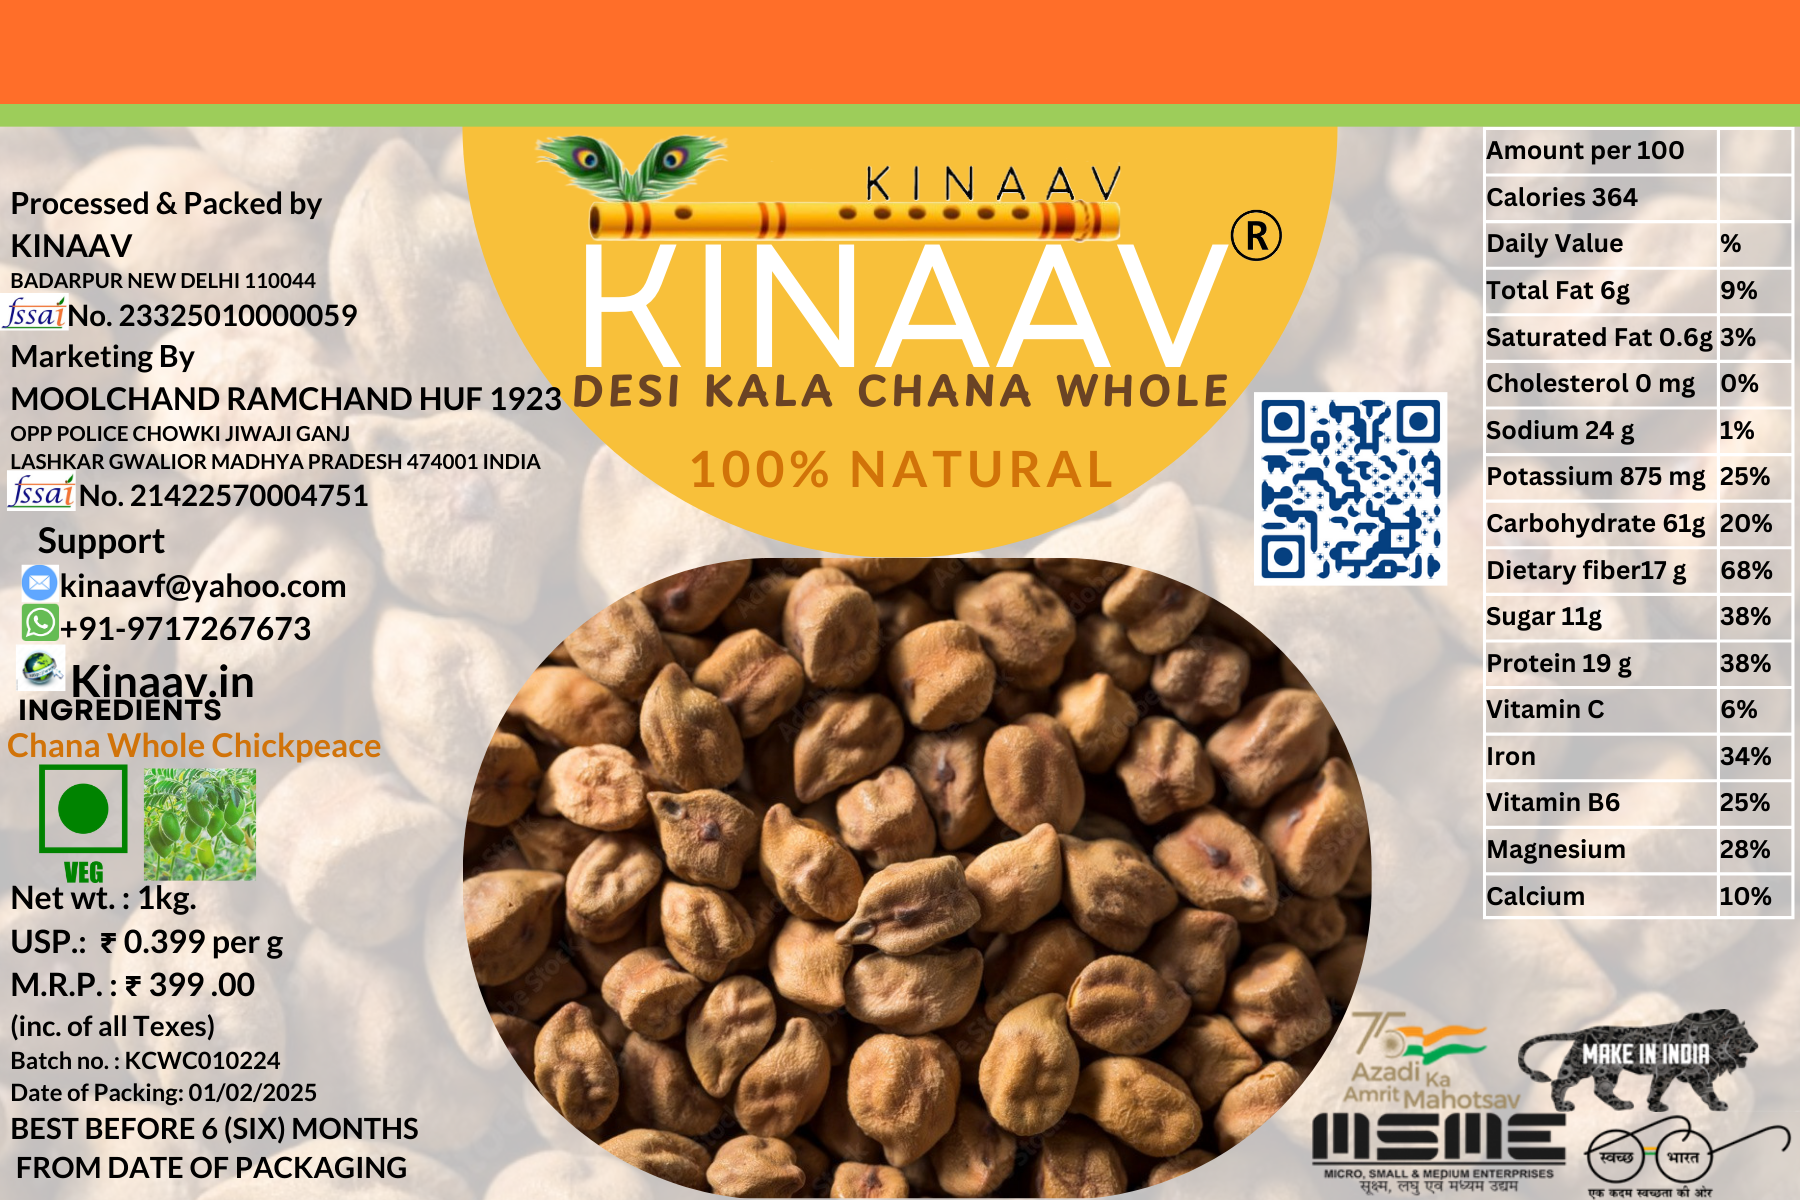 KINAAV
KINAAV®
DESI KALA CHANA WHOLE
100% NATURAL
Processed & Packed by
KINAAV
BADARPUR NEW DELHI 110044
fssai No. 23325010000059
Marketing By
MOOLCHAND RAMCHAND HUF 1923
OPP POLICE CHOWKI JIWAJI GANJ
LASHKAR GWALIOR MADHYA PRADESH 474001 INDIA
fssai No. 21422570004751
Support
kinaavf@yahoo.com
+91-9717267673
Kinaav.in
INGREDIENTS
Chana Whole Chickpeace
VEG
Net wt. : 1kg.
USP.: ₹ 0.399 per g
M.R.P. : ₹ 399 .00
(inc. of all Texes)
Batch no. : KCWC010224
Date of Packing: 01/02/2025
BEST BEFORE 6 (SIX) MONTHS
FROM DATE OF PACKAGING
Amount per 100
Calories 364
Daily Value %
Total Fat 6g 9%
Saturated Fat 0.6g 3%
Cholesterol 0 mg 0%
Sodium 24 g 1%
Potassium 875 mg 25%
Carbohydrate 61g 20%
Dietary fiber17 g 68%
Sugar 11g 38%
Protein 19 g 38%
Vitamin C 6%
Iron 34%
Vitamin B6 25%
Magnesium 28%
Calcium 10%
75
Azadi Ka
Amrit Mahotsav
MAKE IN INDIA
MSME
MICRO, SMALL & MEDIUM ENTERPRISES
सूक्ष्म, लघु एवं मध्यम उद्यम
स्वच्छ भारत
एक कदम स्वच्छता की ओर